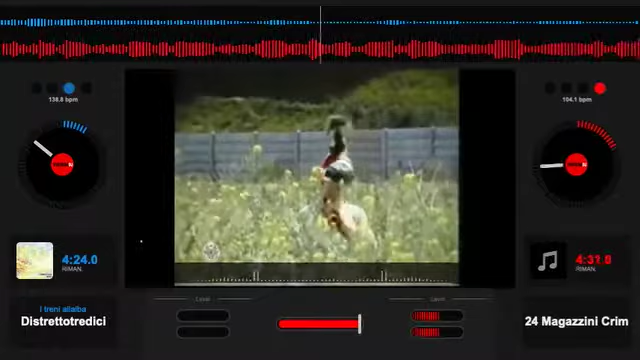 138.8 bpm
104.1 bpm
4:24.0
RIMAN.
4:31.0
RIMAN.
I treni allalba
Distrettotredici
24 Magazzini Crim